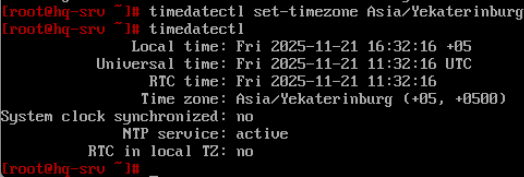 [root@hq-srv ~]# timedatectl set-timezone Asia/Yekaterinburg
[root@hq-srv ~]# timedatectl
Local time: Fri 2025-11-21 16:32:16 +05
Universal time: Fri 2025-11-21 11:32:16 UTC
RTC time: Fri 2025-11-21 11:32:16
Time zone: Asia/Yekaterinburg (+05, +0500)
System clock synchronized: no
NTP service: active
RTC in local TZ: no
[root@hq-srv ~]# _